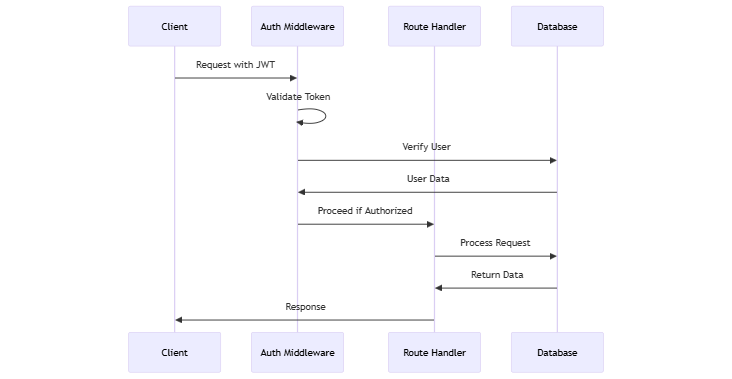 Client Auth Middleware Route Handler Database
Request with JWT
Validate Token
Verify User
User Data
Proceed if Authorized
Process Request
Return Data
Response
Client Auth Middleware Route Handler Database